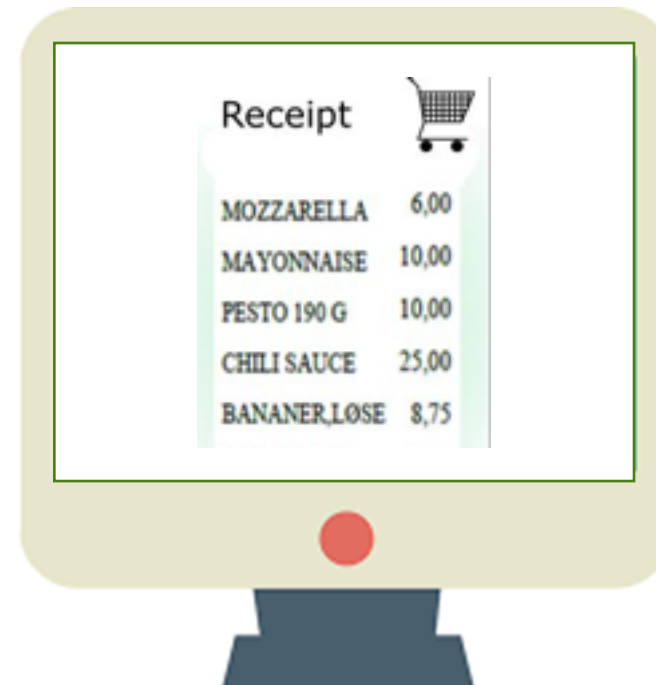 Receipt
MOZZARELLA 6,00
MAYONNAISE 10,00
PESTO 190 G 10,00
CHILI SAUCE 25,00
BANANER,LØSE 8,75